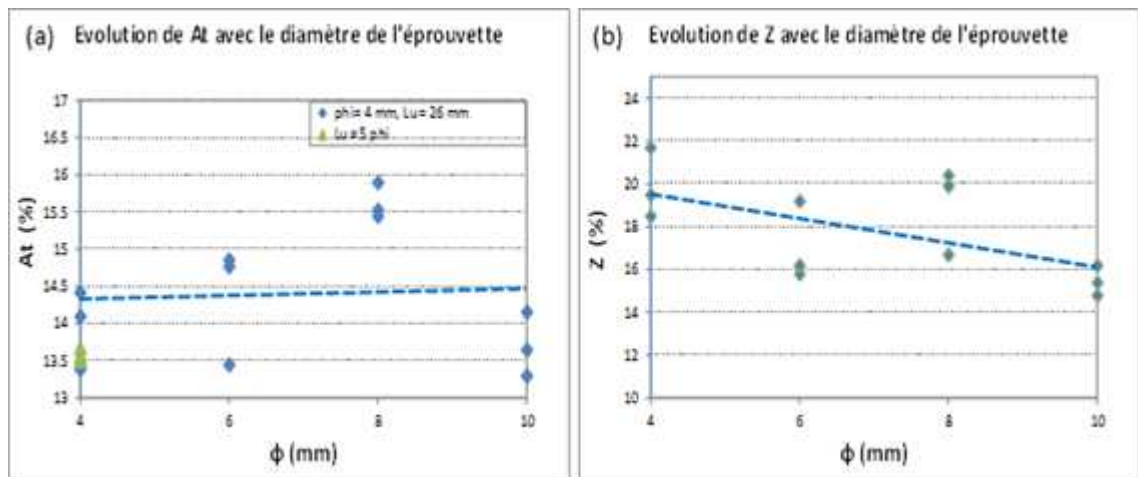 (a) Evolution de At avec le diamètre de l'éprouvette
17
16.5
16
15.5
15
14.5
14
13.5
13
At (%)
phi= 4 mm, Lu= 26 mm
Lu=5 phi
4 6 8 10
ϕ (mm)
(b) Evolution de Z avec le diamètre de l'éprouvette
24
22
20
18
16
14
12
10
Z (%)
4 6 8 10
ϕ (mm)